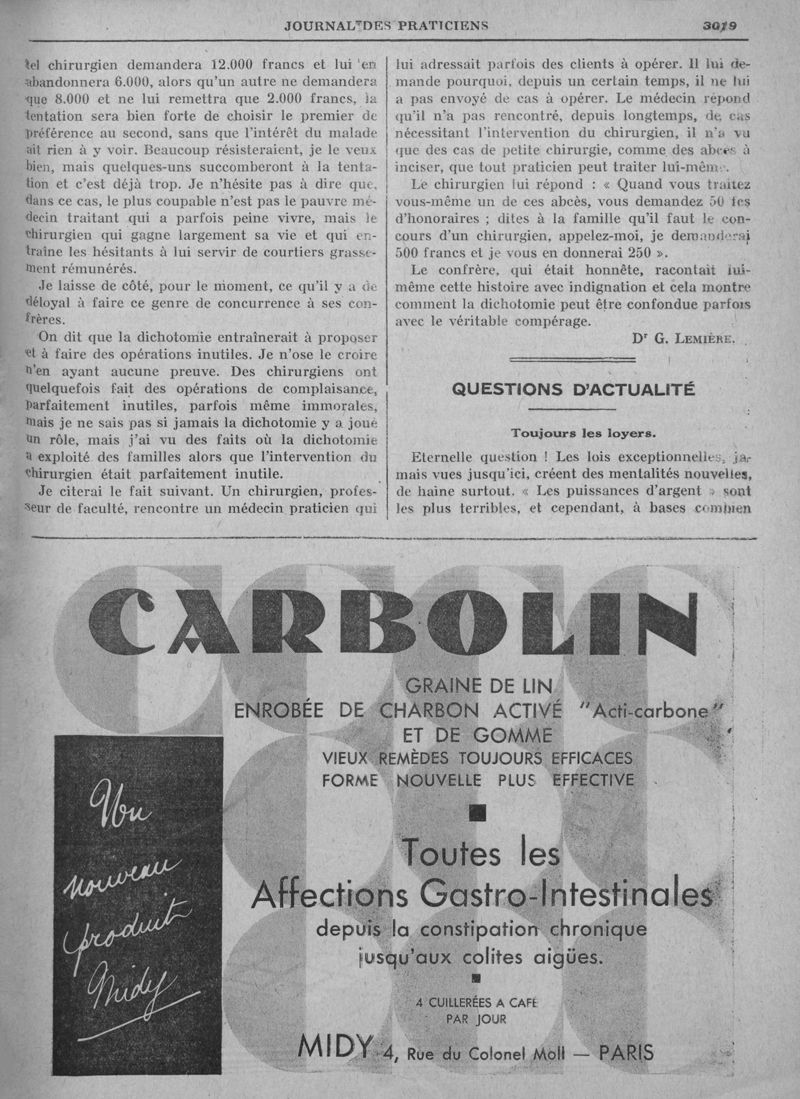 JOURNAL DES PRATICIENS 3019
tel chirurgien demandera 12.000 francs et lui en
abandonnera 6.000, alors qu'un autre ne demandera
que 8.000 et ne lui remettra que 2.000 francs, la
tentation sera bien forte de choisir le premier de
préférence au second, sans que l'intérêt du malade
ait rien à y voir. Beaucoup résisteraient, je le veux
bien, mais quelques-uns succomberont à la tenta-
tion et c'est déjà trop. Je n'hésite pas à dire que,
dans ce cas, le plus coupable n'est pas le pauvre mé-
decin traitant qui a parfois peine vivre, mais le
chirurgien qui gagne largement sa vie et qui en-
traîne les hésitants à lui servir de courtiers grasse-
ment rémunérés.
Je laisse de côté, pour le moment, ce qu'il y a de
déloyal à faire ce genre de concurrence à ses con-
frères.
On dit que la dichotomie entraînerait à proposer
et à faire des opérations inutiles. Je n'ose le croire
n'en ayant aucune preuve. Des chirurgiens ont
quelquefois fait des opérations de complaisance,
parfaitement inutiles, parfois même immorales,
mais je ne sais pas si jamais la dichotomie y a joué
un rôle, mais j'ai vu des faits où la dichotomie
a exploité des familles alors que l'intervention du
chirurgien était parfaitement inutile.
Je citerai le fait suivant. Un chirurgien, profes-
seur de faculté, rencontre un médecin praticien qui
lui adressait parfois des clients à opérer. Il lui de-
mande pourquoi, depuis un certain temps, il ne lui
a pas envoyé de cas à opérer. Le médecin répond
qu'il n'a pas rencontré, depuis longtemps, de cas
nécessitant l'intervention du chirurgien, il n'a vu
que des cas de petite chirurgie, comme des abcès à
inciser, que tout praticien peut traiter lui-même.
Le chirurgien lui répond : « Quand vous traitez
vous-même un de ces abcès, vous demandez 50 frs
d'honoraires ; dites à la famille qu'il faut le con-
cours d'un chirurgien, appelez-moi, je demanderai
500 francs et je vous en donnerai 250 ».
Le confrère, qui était honnête, racontait lui-
même cette histoire avec indignation et cela montre
comment la dichotomie peut être confondue parfois
avec le véritable compérage.
Dr G. LEMIÈRE.
QUESTIONS D'ACTUALITÉ
Toujours les loyers.
Eternelle question ! Les lois exceptionnelles, ja-
mais vues jusqu'ici, créent des mentalités nouvelles,
de haine surtout. « Les puissances d'argent » sont
les plus terribles, et cependant, à bases combien
CARBOLIN
GRAINE DE LIN
ENROBÉE DE CHARBON ACTIVÉ "Acti-carbone"
ET DE GOMME
VIEUX REMÈDES TOUJOURS EFFICACES
FORME NOUVELLE PLUS EFFECTIVE
Un
nouveau
produit
Midy
Toutes les
Affections Gastro-Intestinales
depuis la constipation chronique
jusqu'aux colites aigües.
4 CUILLERÉES A CAFÉ
PAR JOUR
MIDY 4, Rue du Colonel Moll — PARIS